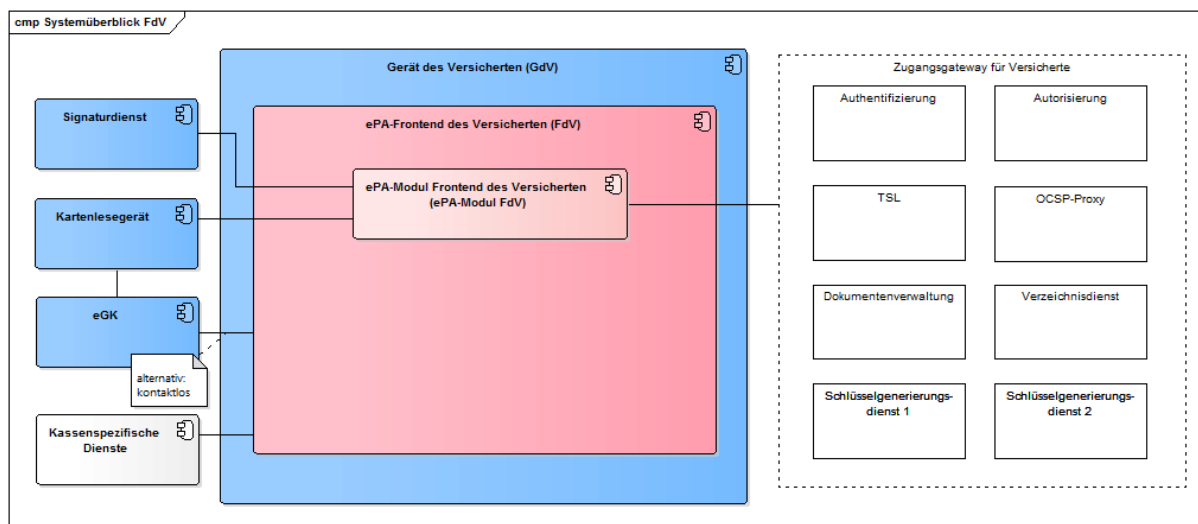 cmp Systemüberblick FdV
Gerät des Versicherten (GdV)
Signaturdienst
Kartenlesegerät
eGK
alternativ:
kontaktlos
Kassenspezifische
Dienste
ePA-Frontend des Versicherten (FdV)
ePA-Modul Frontend des Versicherten
(ePA-Modul FdV)
Zugangsgateway für Versicherte
Authentifizierung
Autorisierung
TSL
OCSP-Proxy
Dokumentenverwaltung
Verzeichnisdienst
Schlüsselgenerierungs-
dienst 1
Schlüsselgenerierungs-
dienst 2